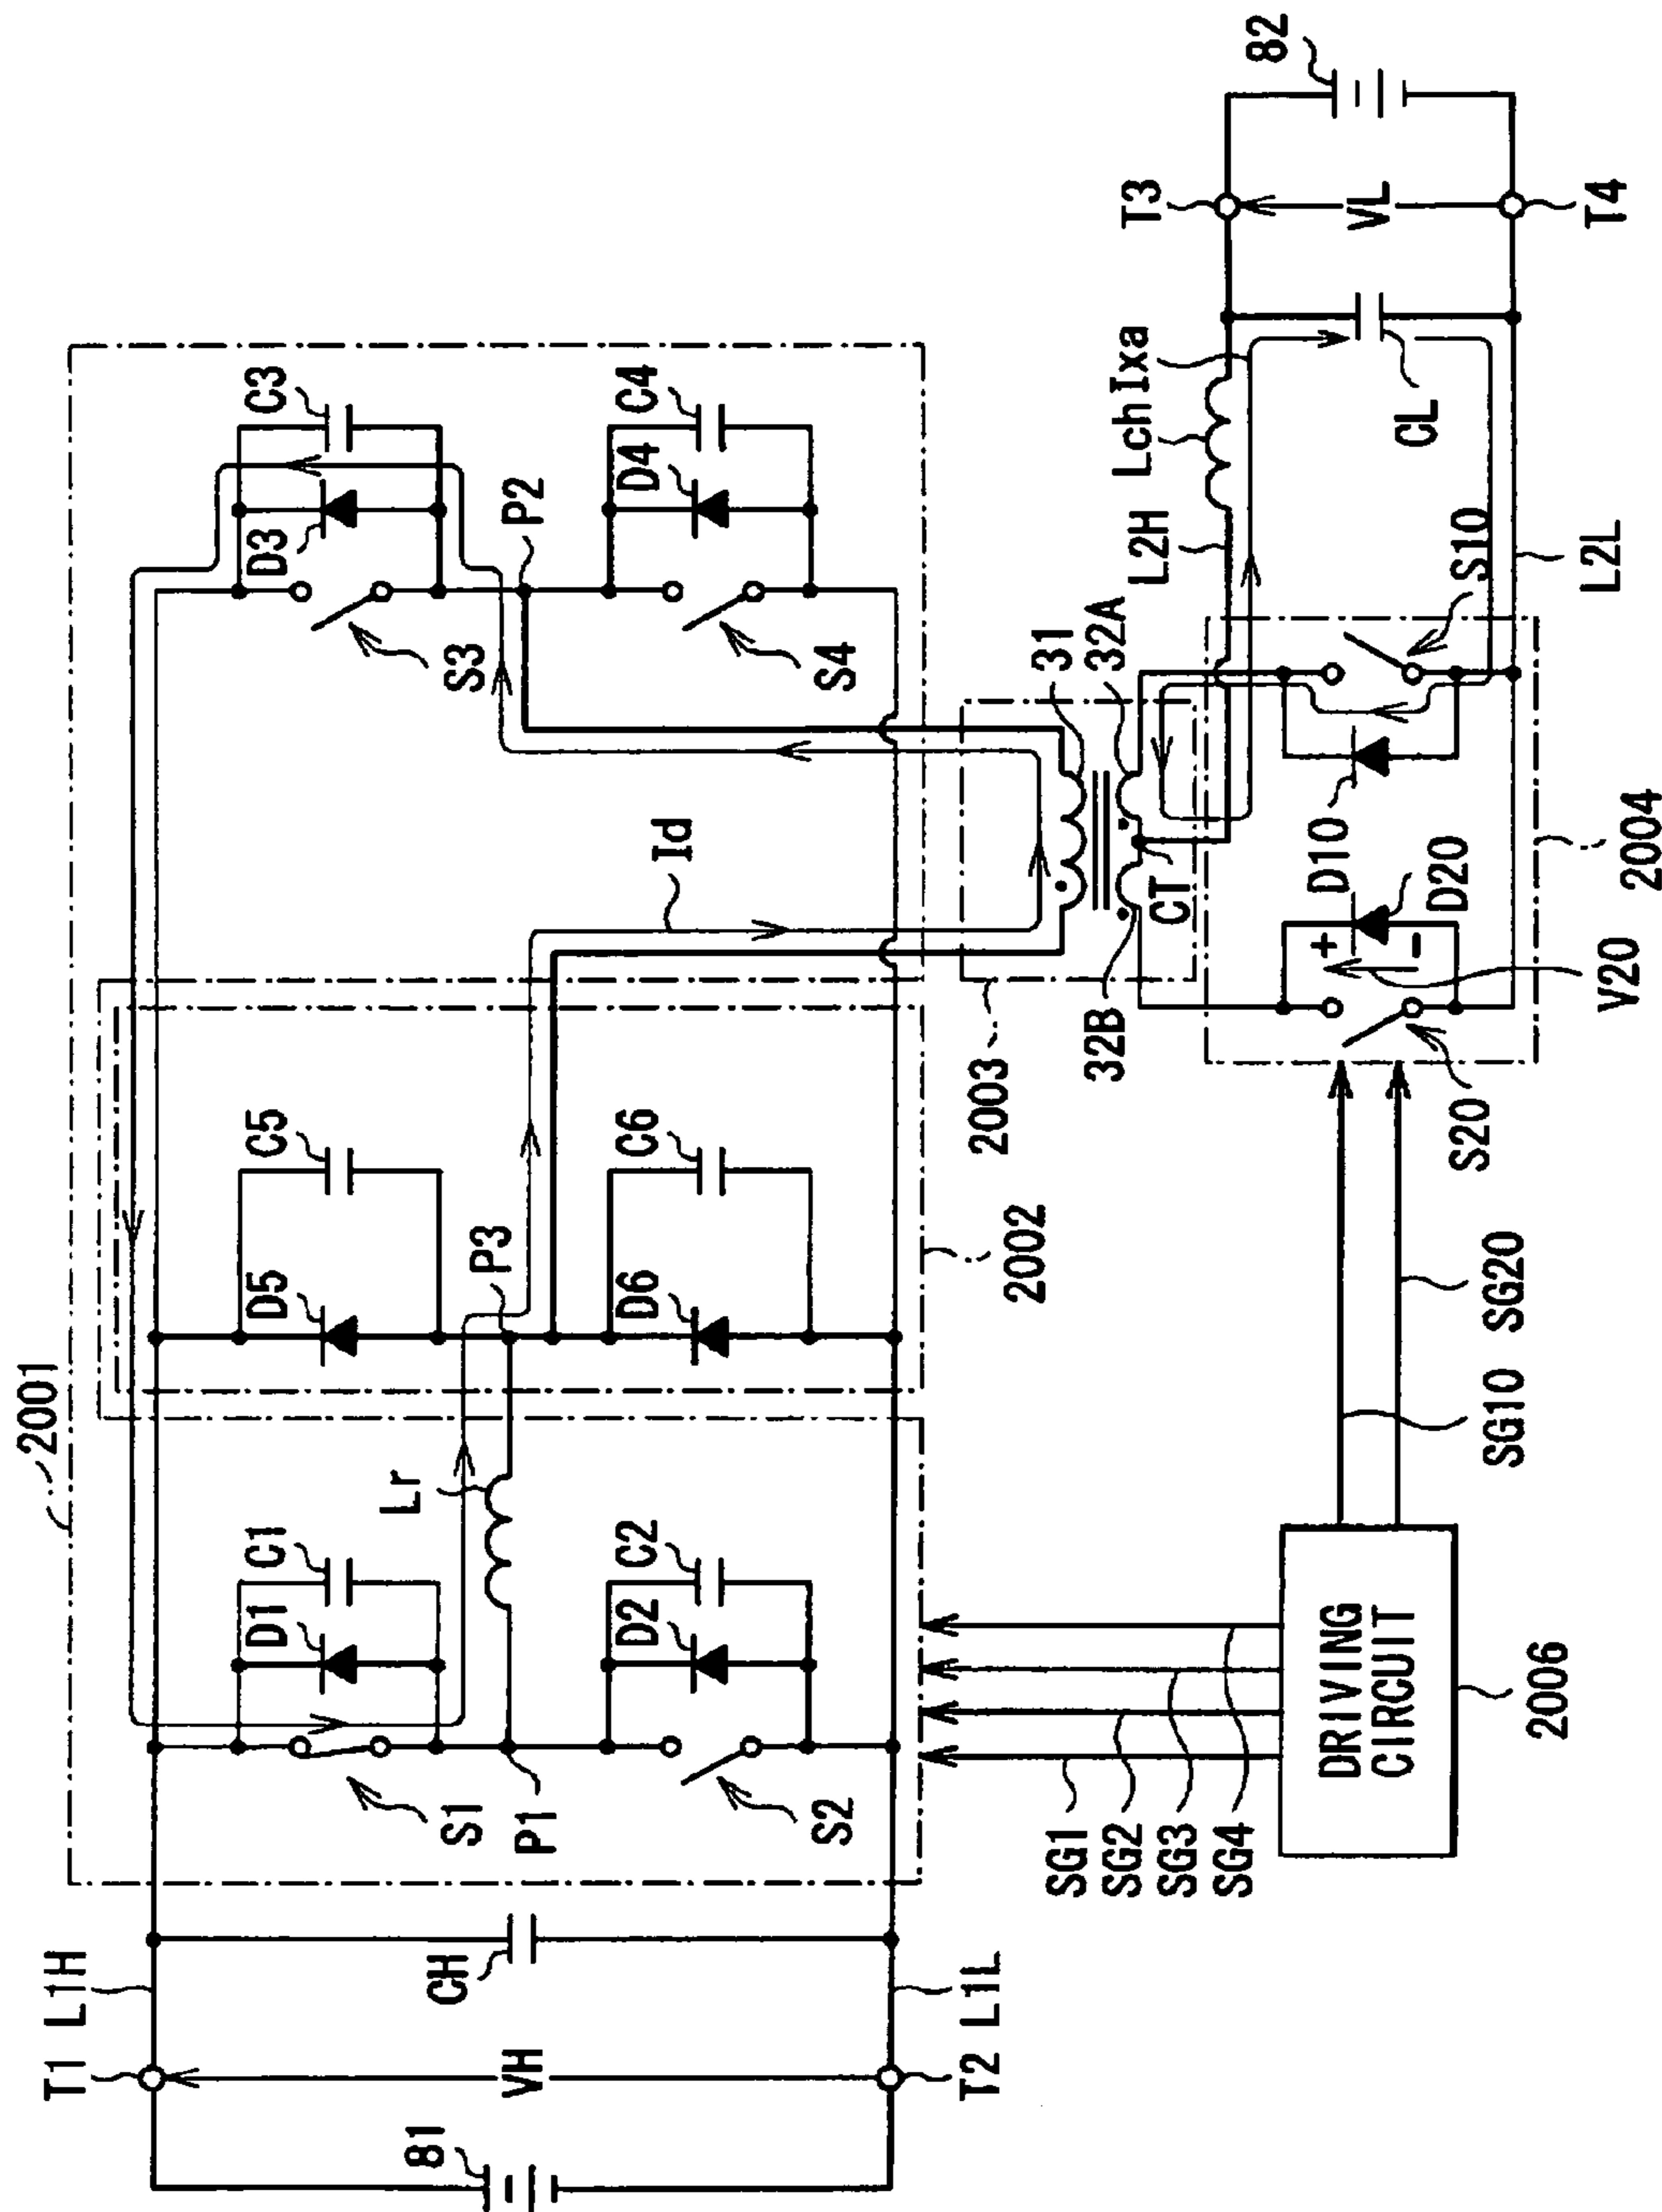 T1
L1H
2001
81
VH
CH
T2
L1L
S1
D1
C1
P1
Lr
S2
D2
C2
D5
C5
P3
D6
C6
2002
D3
C3
S3
P2
D4
C4
S4
Id
2003
31
32A
32B
CT
L2H
Lch
Ixa
T3
82
VL
T4
CL
S10
L2L
D10
D20
+
-
V20
S20
2004
SG1
SG2
SG3
SG4
SG10
SG20
DRIVING
CIRCUIT
2006